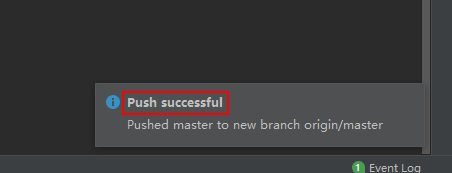 Push successful
Pushed master to new branch origin/master
1 Event Log